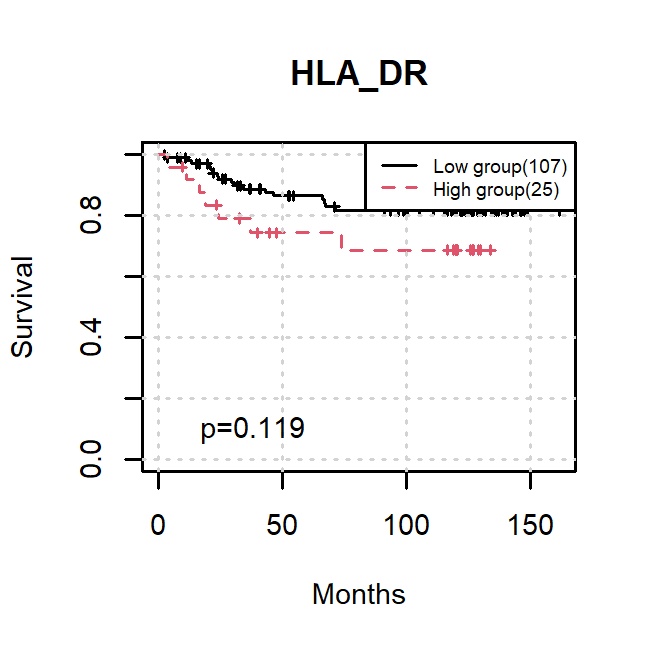 HLA_DR
Low group(107)
High group(25)
Survival
0.8
0.4
0.0
p=0.119
0 50 100 150
Months